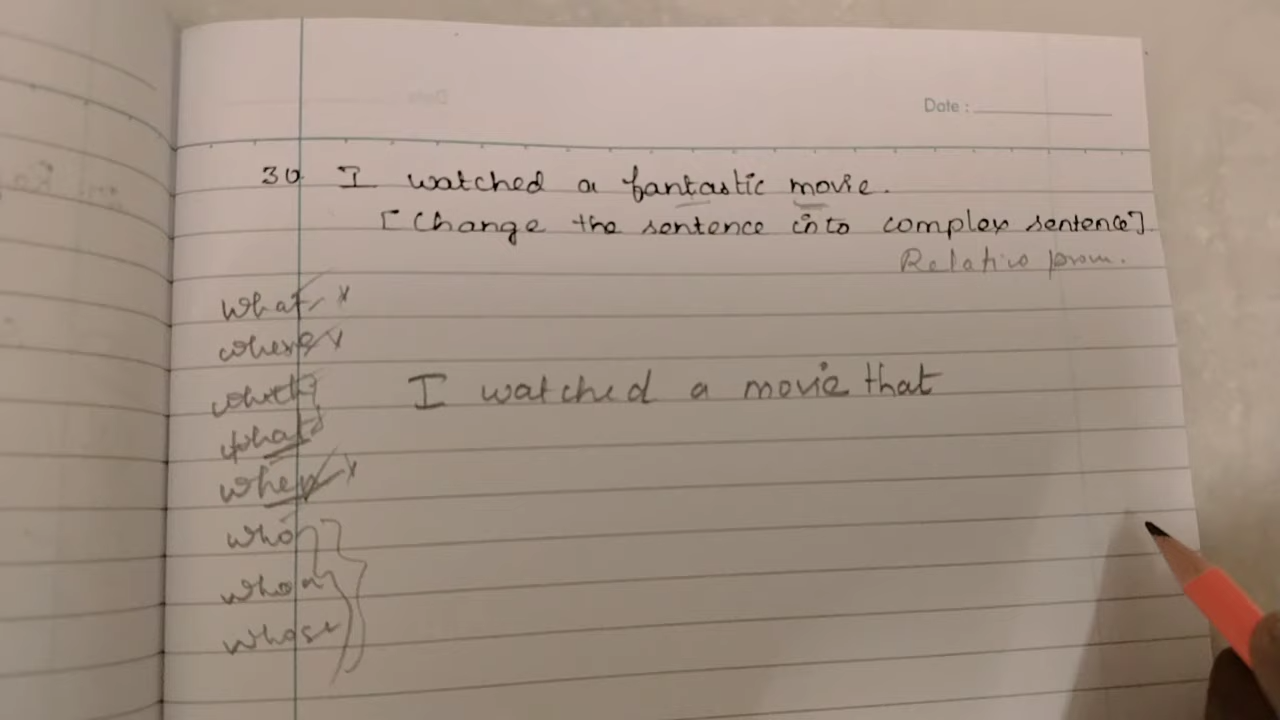 Date :
30 I watched a fantastic movie.
[Change the sentence into complex sentence].
Relative pron.
what x
where x
which
that
when x
who
whom
whose
I watched a movie that